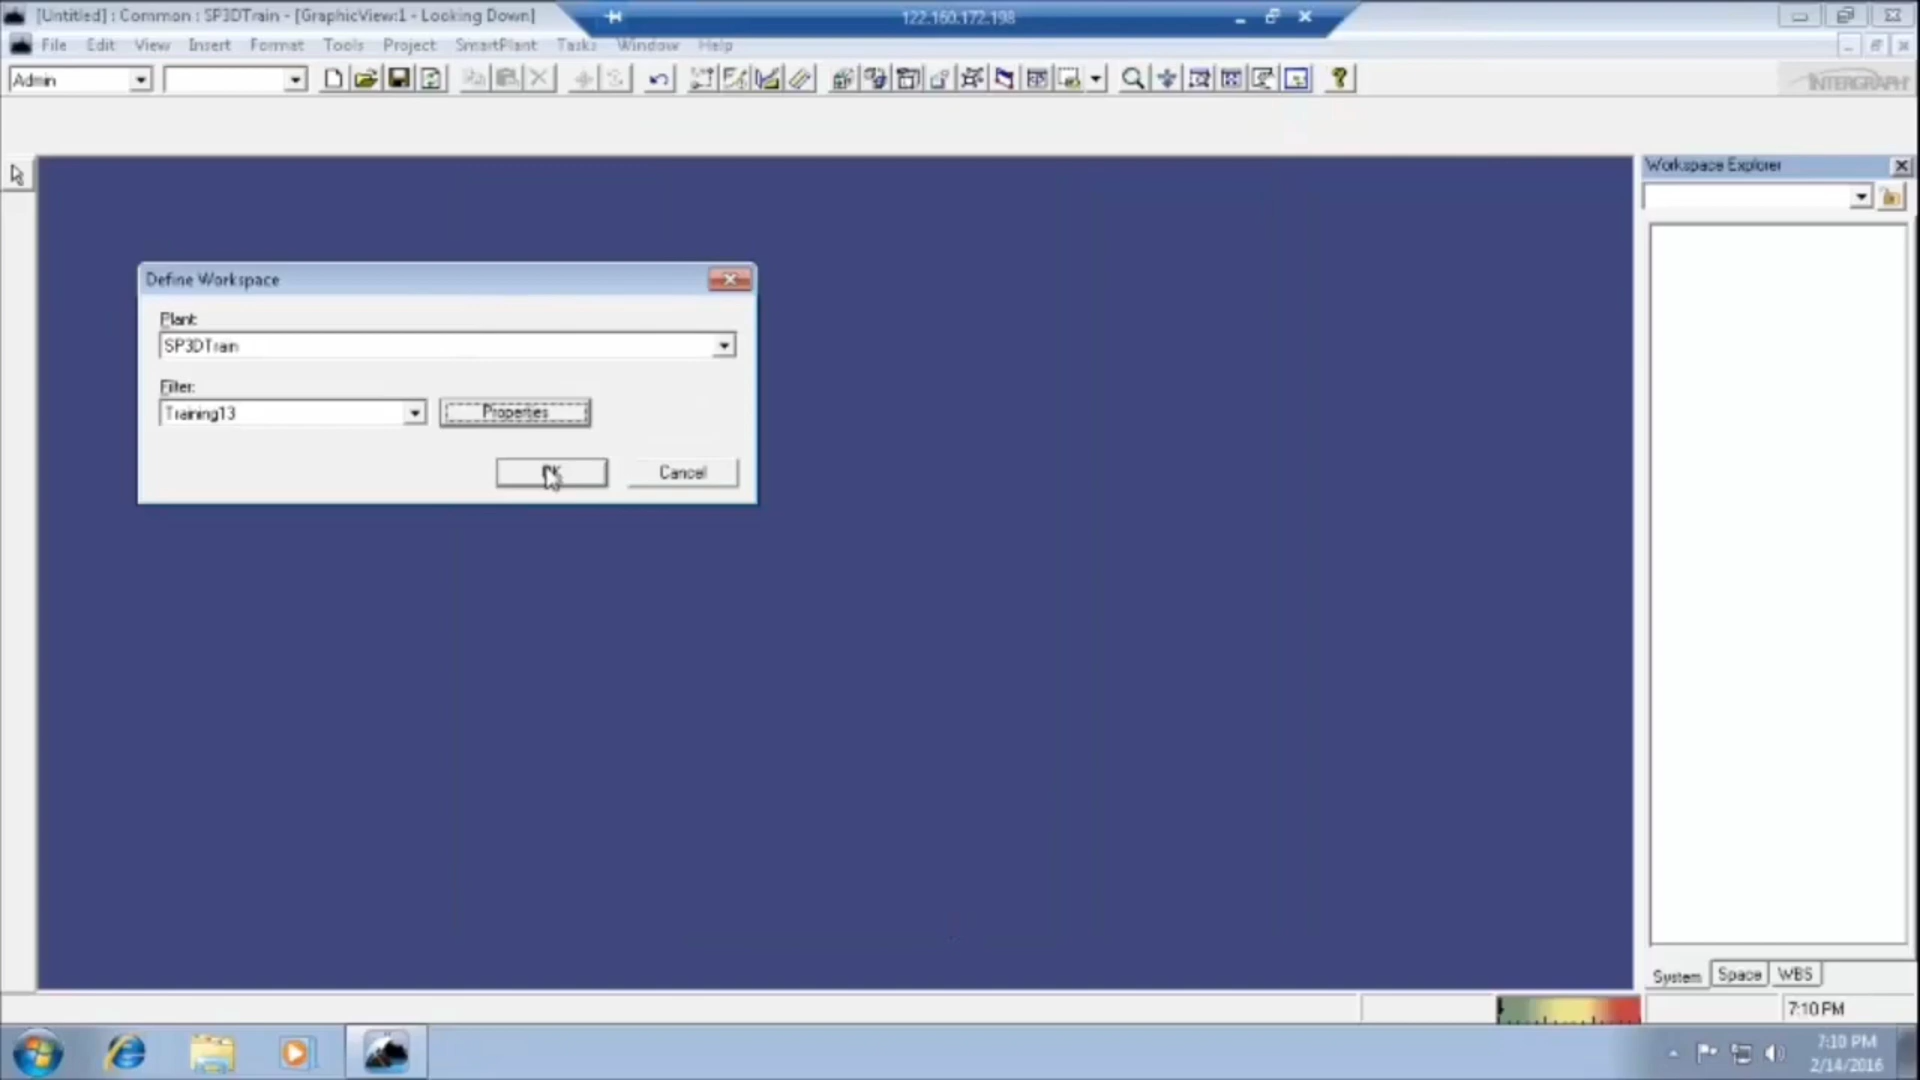 [Untitled] : Common : SP3DTrain - [GraphicView:1 - Looking Down]
122.160.172.198
File Edit View Insert Format Tools Project SmartPlant Tasks Window Help
Admin
INTERGRAPH
Workspace Explorer
Define Workspace
Plant:
SP3DTrain
Filter:
Training13
Properties
OK
Cancel
System Space WBS
7:10 PM
7:10 PM
2/14/2016